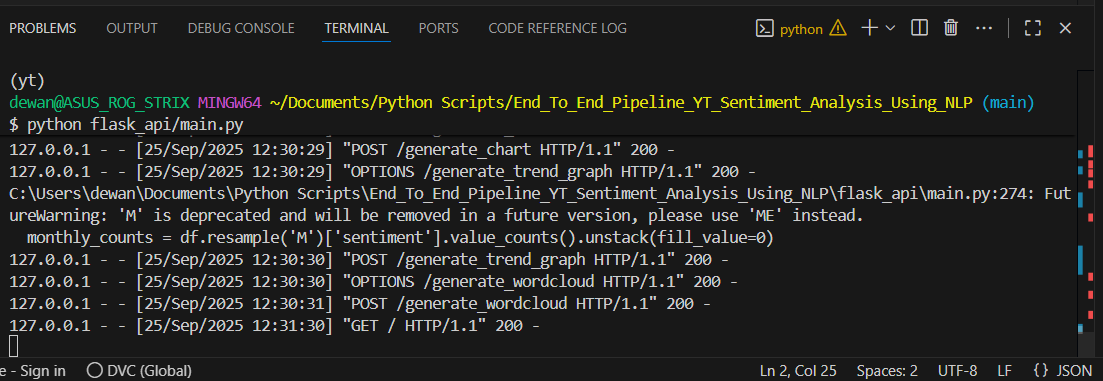 PROBLEMS OUTPUT DEBUG CONSOLE TERMINAL PORTS CODE REFERENCE LOG python
(yt)
dewan@ASUS_ROG_STRIX MINGW64 ~/Documents/Python Scripts/End_To_End_Pipeline_YT_Sentiment_Analysis_Using_NLP (main)
$ python flask_api/main.py
127.0.0.1 - - [25/Sep/2025 12:30:29] "POST /generate_chart HTTP/1.1" 200 -
127.0.0.1 - - [25/Sep/2025 12:30:29] "OPTIONS /generate_trend_graph HTTP/1.1" 200 -
C:\Users\dewan\Documents\Python Scripts\End_To_End_Pipeline_YT_Sentiment_Analysis_Using_NLP\flask_api\main.py:274: Fut
ureWarning: 'M' is deprecated and will be removed in a future version, please use 'ME' instead.
  monthly_counts = df.resample('M')['sentiment'].value_counts().unstack(fill_value=0)
127.0.0.1 - - [25/Sep/2025 12:30:30] "POST /generate_trend_graph HTTP/1.1" 200 -
127.0.0.1 - - [25/Sep/2025 12:30:30] "OPTIONS /generate_wordcloud HTTP/1.1" 200 -
127.0.0.1 - - [25/Sep/2025 12:30:31] "POST /generate_wordcloud HTTP/1.1" 200 -
127.0.0.1 - - [25/Sep/2025 12:31:30] "GET / HTTP/1.1" 200 -
e - Sign in DVC (Global) Ln 2, Col 25 Spaces: 2 UTF-8 LF {} JSON